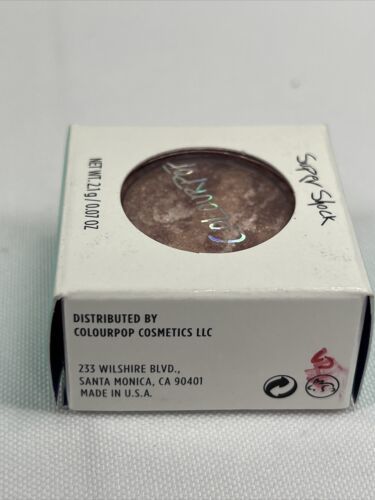 Super Shock
ColourPop
NET WT. 2.1 g / 0.07 OZ
DISTRIBUTED BY
COLOURPOP COSMETICS LLC
233 WILSHIRE BLVD.,
SANTA MONICA, CA 90401
MADE IN U.S.A.